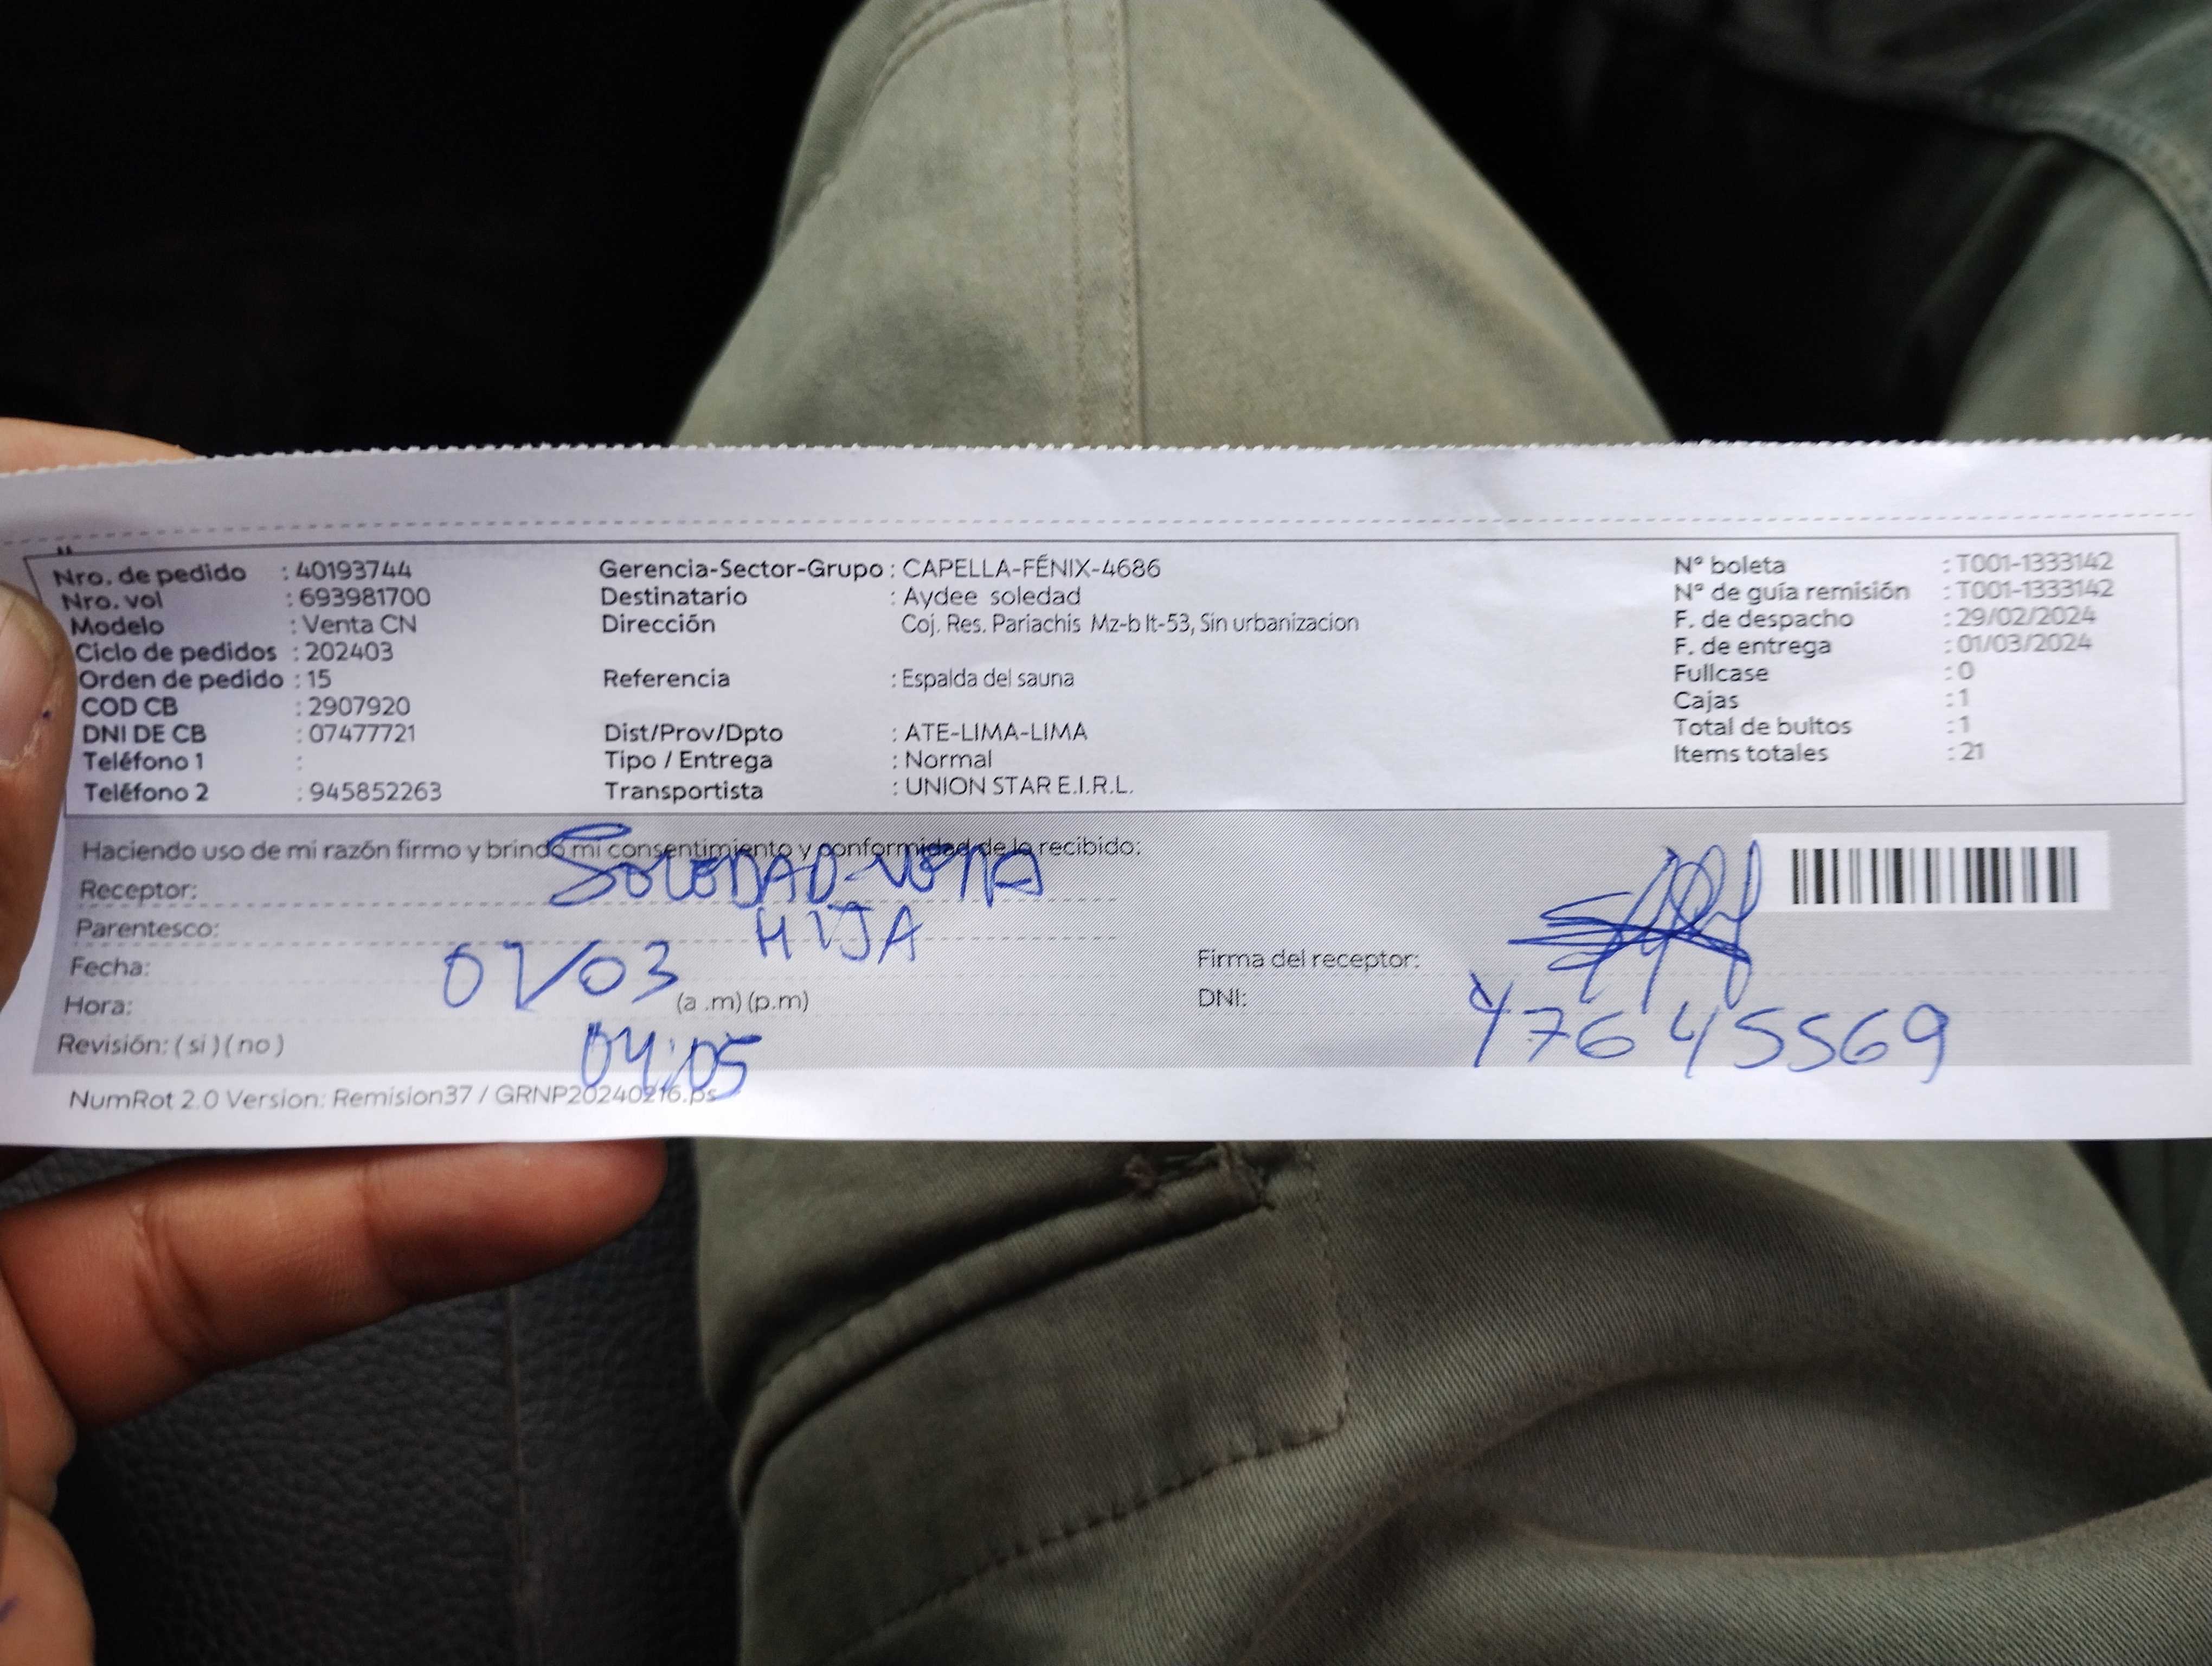 Nro. de pedido : 40193744
Nro. vol : 693981700
Modelo : Venta CN
Ciclo de pedidos : 202403
Orden de pedido : 15
COD CB : 2907920
DNI DE CB : 07477721
Teléfono 1 :
Teléfono 2 : 945852263
Gerencia-Sector-Grupo : CAPELLA-FÉNIX-4686
Destinatario : Aydee soledad
Dirección Coj. Res. Pariachis Mz-b lt-53, Sin urbanizacion
Referencia : Espalda del sauna
Dist/Prov/Dpto : ATE-LIMA-LIMA
Tipo / Entrega : Normal
Transportista : UNION STAR E.I.R.L.
N° boleta : T001-1333142
N° de guía remisión : T001-1333142
F. de despacho : 29/02/2024
F. de entrega : 01/03/2024
Fullcase : 0
Cajas : 1
Total de bultos : 1
Items totales : 21
Haciendo uso de mi razón firmo y brindo mi consentimiento y conformidad de lo recibido:
Receptor: SOLEDAD
Parentesco: HIJA
Fecha: 01/03
Hora: (a .m) (p.m)
04:05
Revisión: ( si ) ( no )
Firma del receptor:
DNI: 47645569
NumRot 2.0 Version: Remision37 / GRNP20240216.ps